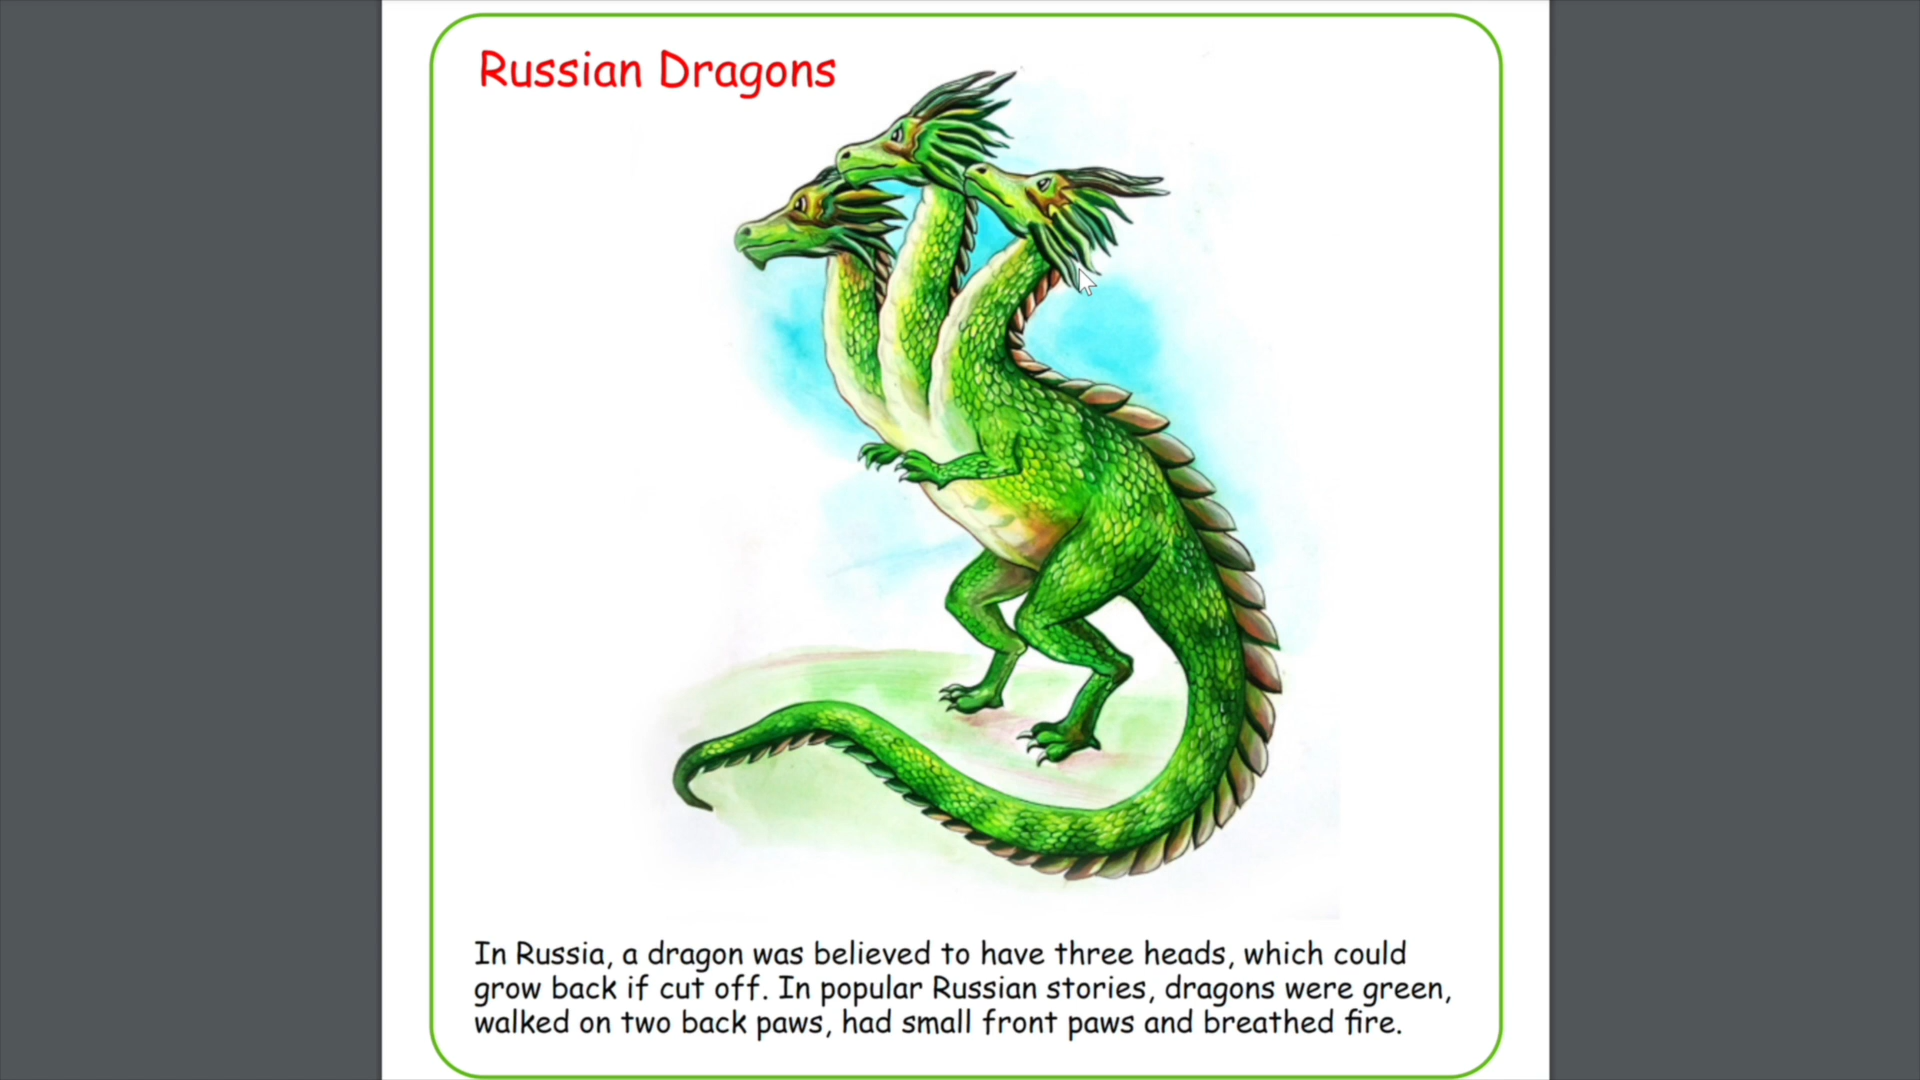 Russian Dragons
In Russia, a dragon was believed to have three heads, which could
grow back if cut off. In popular Russian stories, dragons were green,
walked on two back paws, had small front paws and breathed fire.